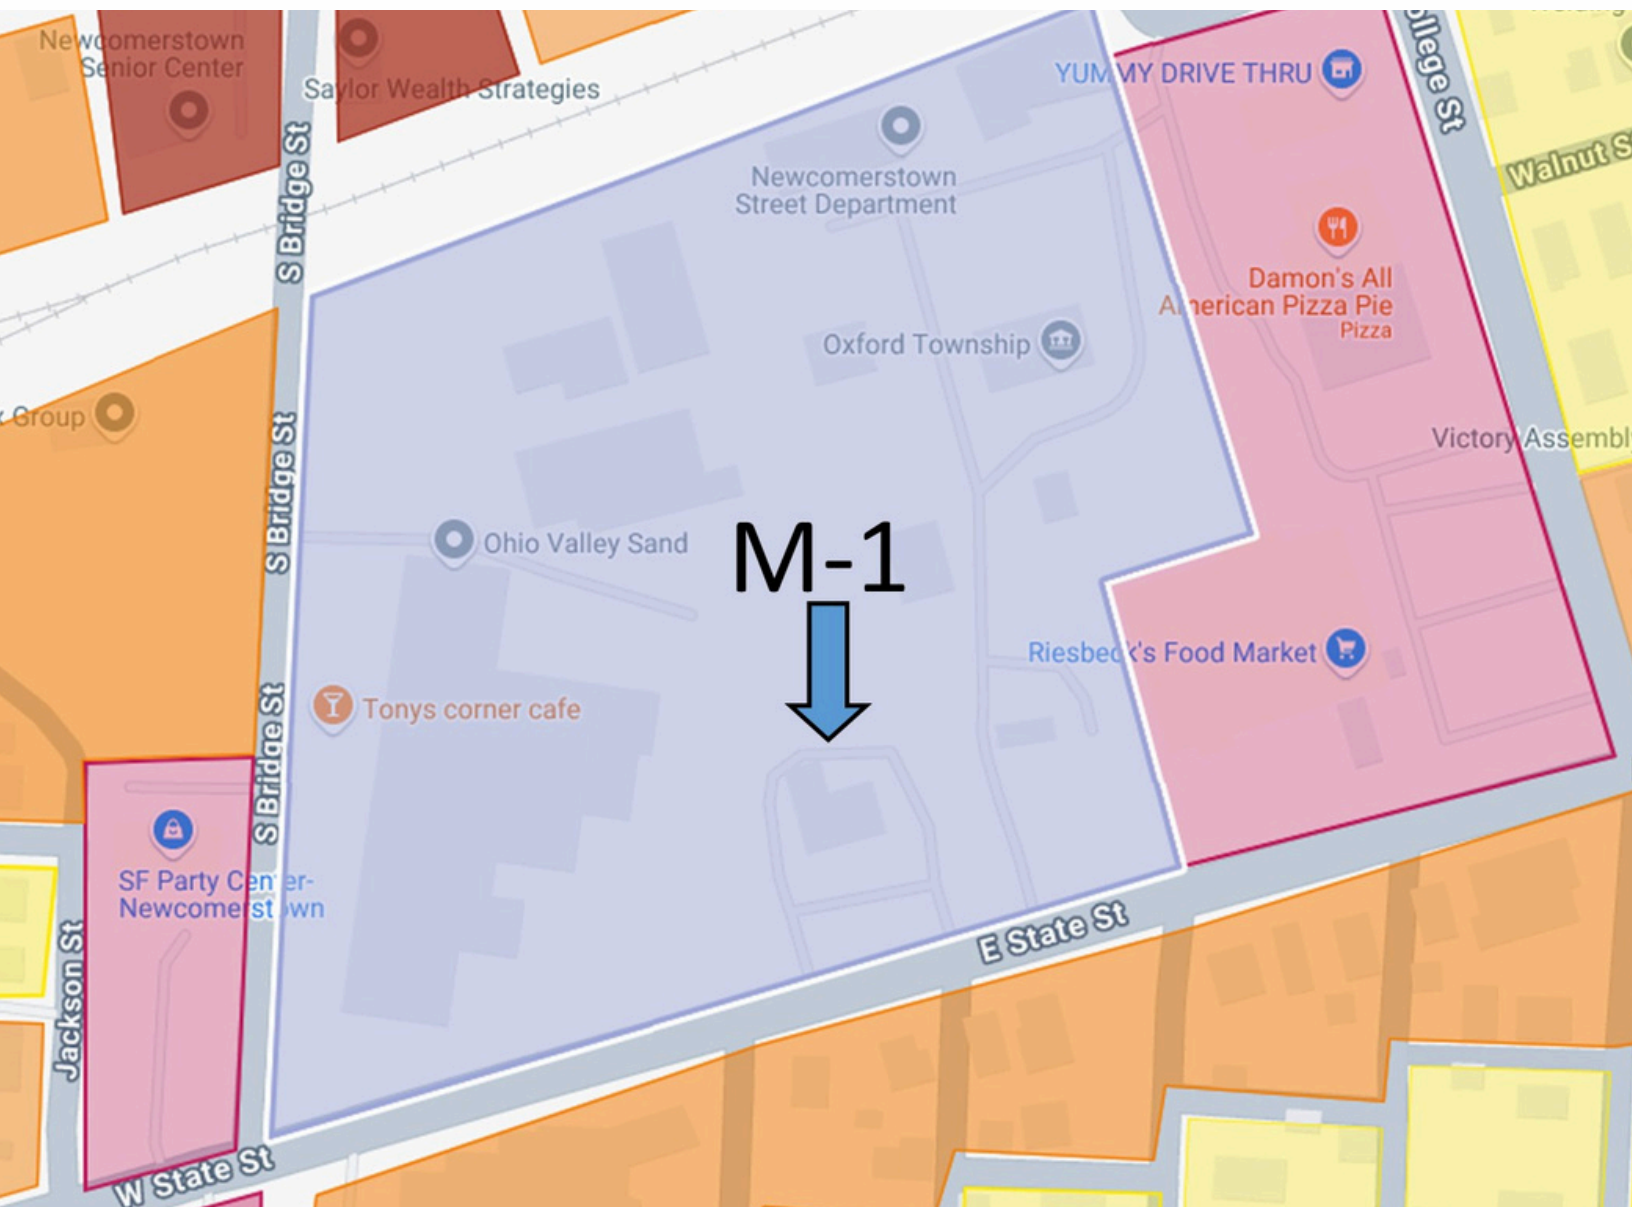 Newcomerstown
Senior Center
Saylor Wealth Strategies
S Bridge St
YUMMY DRIVE THRU
College St
Walnut S
Newcomerstown
Street Department
Damon's All
American Pizza Pie
Pizza
Oxford Township
Group
S Bridge St
Victory Assembly
Ohio Valley Sand
M-1
Riesbeck's Food Market
Tonys corner cafe
S Bridge St
SF Party Center-
Newcomerstown
Jackson St
E State St
W State St